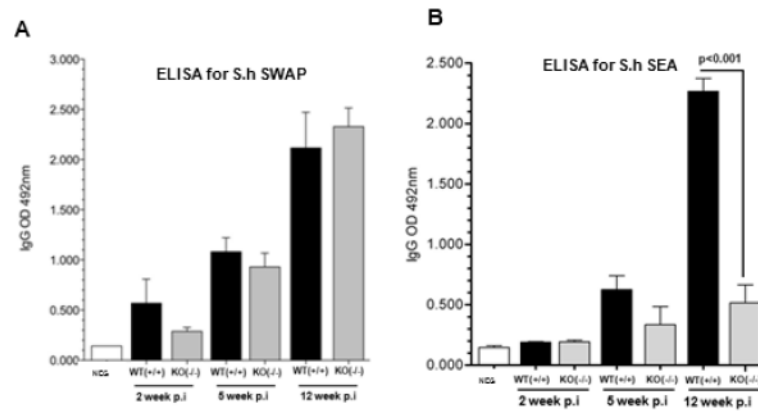 A
ELISA for S.h SWAP
IgG OD 492nm
3.000
2.500
2.000
1.500
1.000
0.500
0.000
NEG
WT(+/+) KO(-/-) WT(+/+) KO(-/-) WT(+/+) KO(-/-)
2 week p.i 5 week p.i 12 week p.i
B
ELISA for S.h SEA
p<0.001
IgG OD 492nm
2.500
2.000
1.500
1.000
0.500
0.000
NEG
WT(+/+) KO(-/-) WT(+/+) KO(-/-) WT(+/+) KO(-/-)
2 week p.i 5 week p.i 12 week p.i